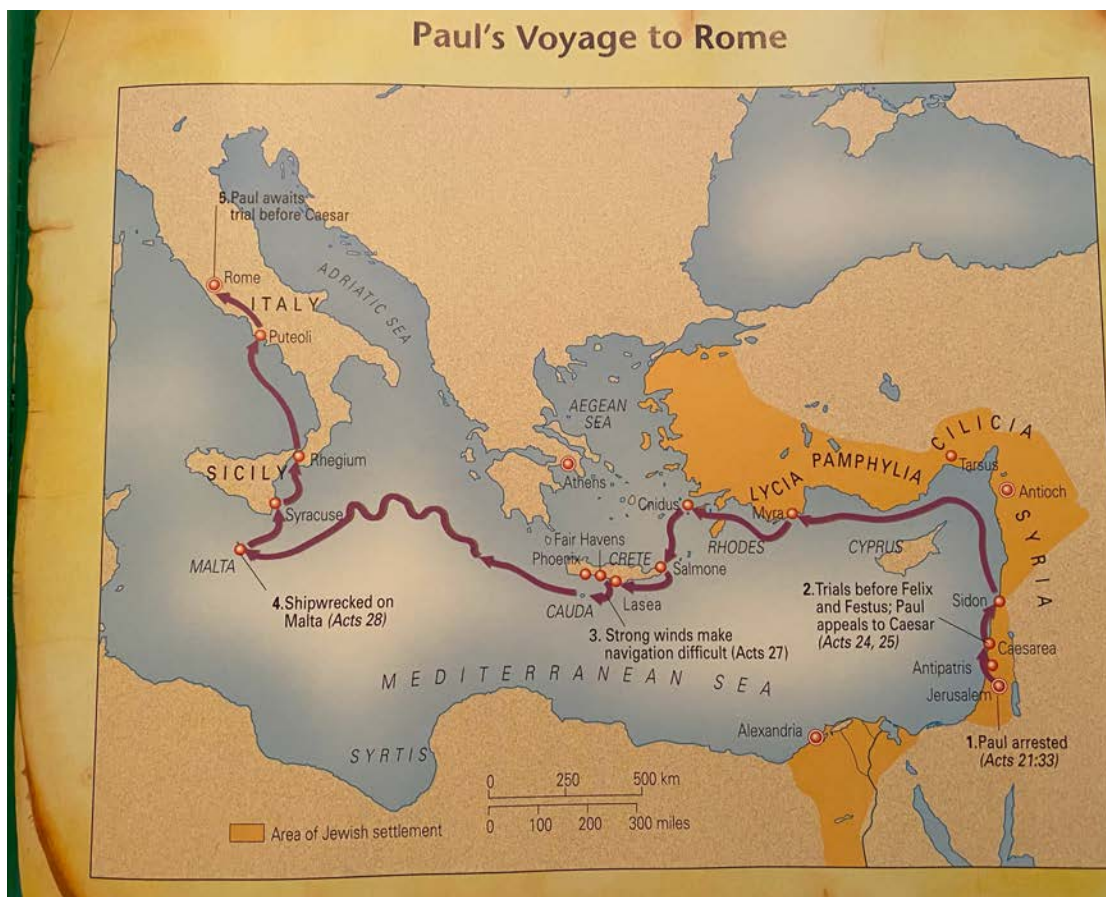 Paul's Voyage to Rome
5.Paul awaits
trial before Caesar
Rome
ITALY
ADRIATIC SEA
Puteoli
AEGEAN
SEA
Athens
CILICIA
Tarsus
PAMPHYLIA
LYCIA
Antioch
SYRIA
SICILY
Rhegium
Syracuse
Cnidus
Myra
RHODES
CYPRUS
Fair Havens
Phoenix
CRETE
Salmone
MALTA
CAUDA
Lasea
4.Shipwrecked on
Malta (Acts 28)
3. Strong winds make
navigation difficult (Acts 27)
2.Trials before Felix
and Festus; Paul
appeals to Caesar
(Acts 24, 25)
Sidon
Caesarea
Antipatris
Jerusalem
MEDITERRANEAN SEA
Alexandria
1.Paul arrested
(Acts 21:33)
SYRTIS
0 250 500 km
0 100 200 300 miles
Area of Jewish settlement